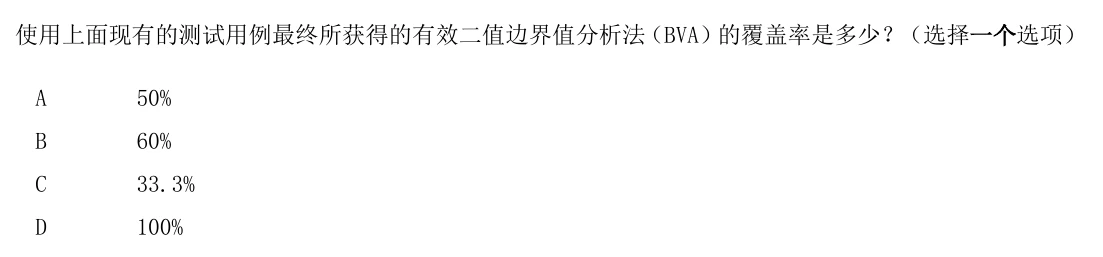 使用上面现有的测试用例最终所获得的有效二值边界值分析法（BVA）的覆盖率是多少？（选择一个选项）
A 50%
B 60%
C 33.3%
D 100%